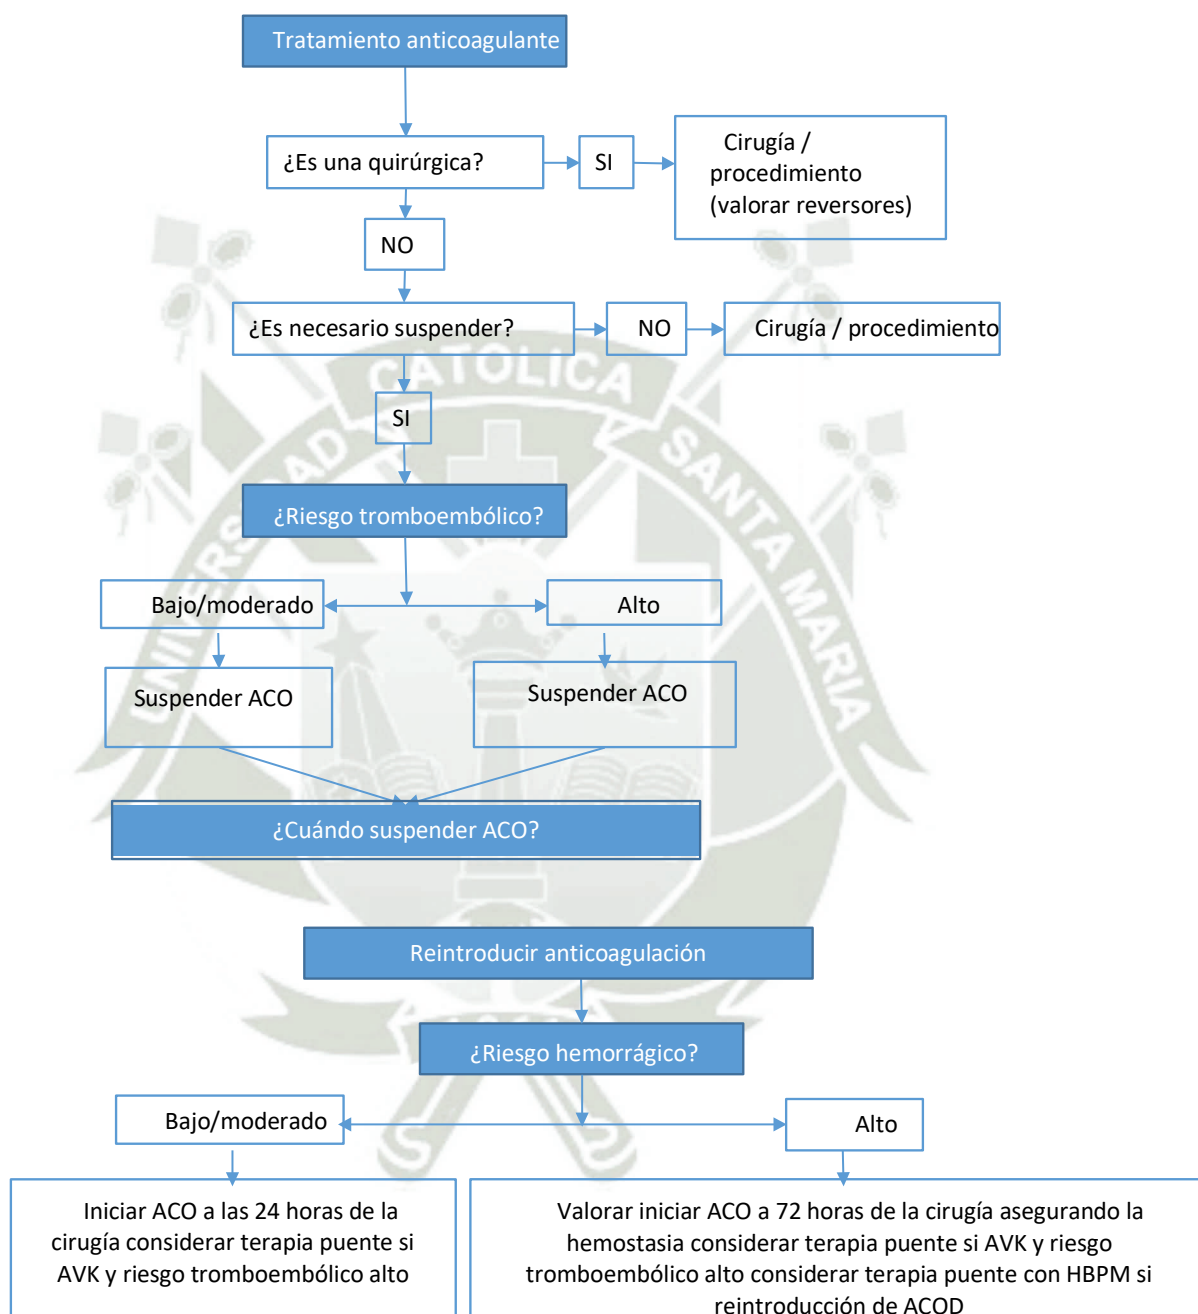 Tratamiento anticoagulante
¿Es una quirúrgica?
SI
Cirugía /
procedimiento
(valorar reversores)
NO
¿Es necesario suspender?
NO
Cirugía / procedimiento
SI
¿Riesgo tromboembólico?
Bajo/moderado
Alto
Suspender ACO
Suspender ACO
¿Cuándo suspender ACO?
Reintroducir anticoagulación
¿Riesgo hemorrágico?
Bajo/moderado
Alto
Iniciar ACO a las 24 horas de la
cirugía considerar terapia puente si
AVK y riesgo tromboembólico alto
Valorar iniciar ACO a 72 horas de la cirugía asegurando la
hemostasia considerar terapia puente si AVK y riesgo
tromboembólico alto considerar terapia puente con HBPM si
reintroducción de ACOD
UNIVERSIDAD CATOLICA SANTA MARIA